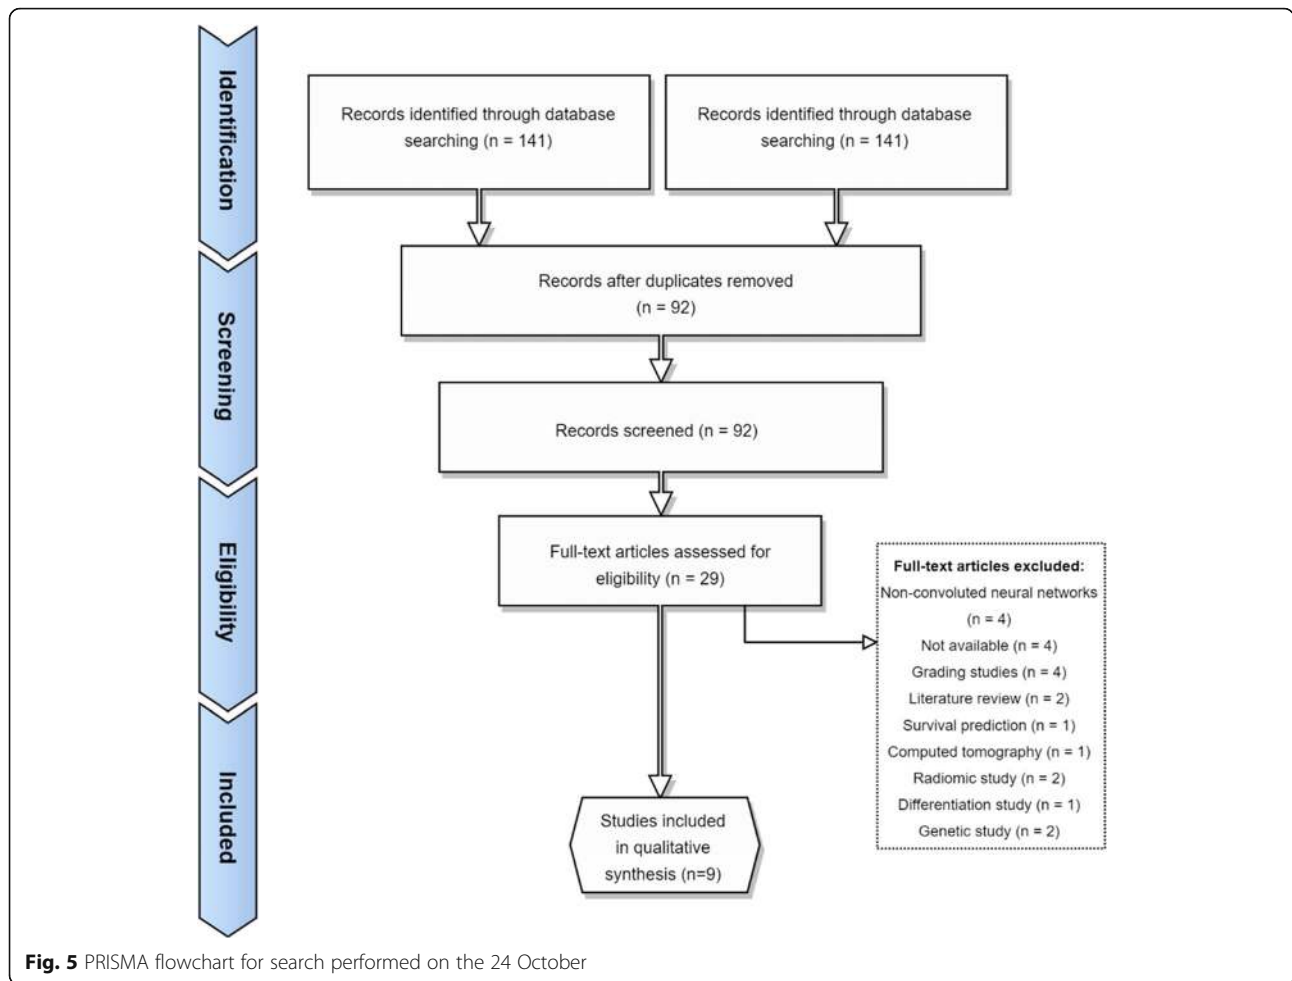 Identification
Records identified through database
searching (n = 141)
Records identified through database
searching (n = 141)
Screening
Records after duplicates removed
(n = 92)
Records screened (n = 92)
Eligibility
Full-text articles assessed for
eligibility (n = 29)
Full-text articles excluded:
Non-convoluted neural networks
(n = 4)
Not available (n = 4)
Grading studies (n = 4)
Literature review (n = 2)
Survival prediction (n = 1)
Computed tomography (n = 1)
Radiomic study (n = 2)
Differentiation study (n = 1)
Genetic study (n = 2)
Included
Studies included
in qualitative
synthesis (n=9)
Fig. 5 PRISMA flowchart for search performed on the 24 October